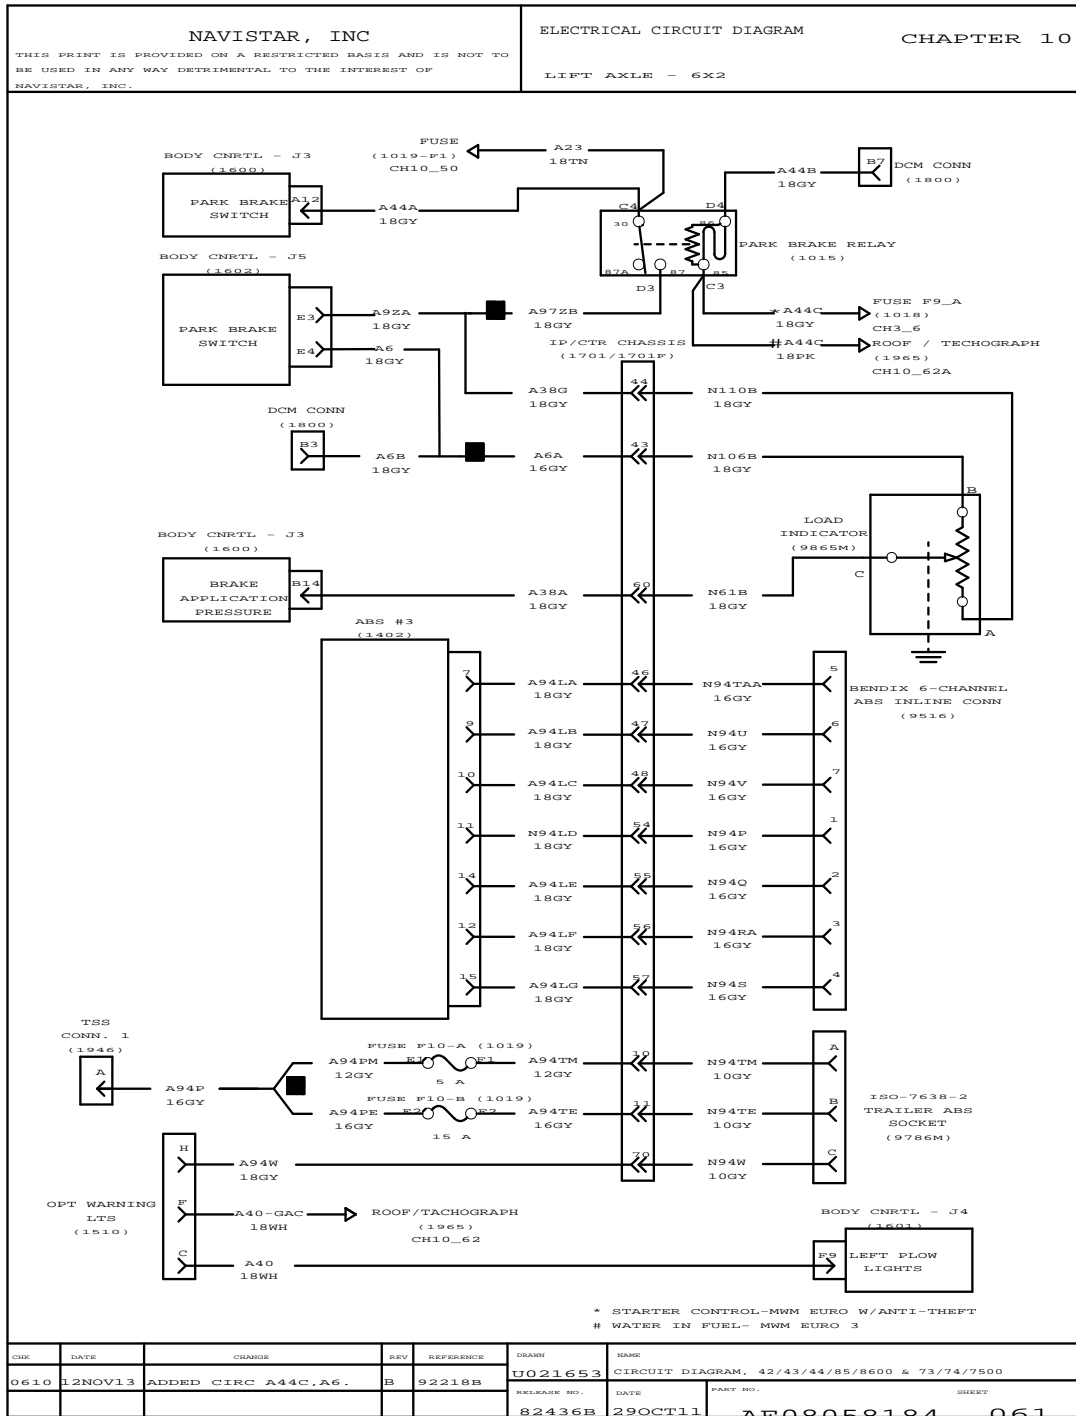 NAVISTAR, INC
THIS PRINT IS PROVIDED ON A RESTRICTED BASIS AND IS NOT TO
BE USED IN ANY WAY DETRIMENTAL TO THE INTEREST OF
NAVISTAR, INC.
ELECTRICAL CIRCUIT DIAGRAM
CHAPTER 10
LIFT AXLE - 6X2
FUSE
(1019-F1)
CH10_50
A23
18TN
BODY CNRTL - J3
(1600)
PARK BRAKE
SWITCH
A12
A44A
18GY
A44B
18GY
B7
DCM CONN
(1800)
C4
D4
30
86
87A
87
85
D3
C3
PARK BRAKE RELAY
(1015)
BODY CNRTL - J5
(1602)
PARK BRAKE
SWITCH
E3
E4
A9ZA
18GY
A6
18GY
A97ZB
18GY
*A44C
18GY
FUSE F9_A
(1018)
CH3_6
#A44C
18PK
ROOF / TECHOGRAPH
(1965)
CH10_62A
IP/CTR CHASSIS
(1701/1701F)
A38G
18GY
44
N110B
18GY
DCM CONN
(1800)
B3
A6B
18GY
A6A
16GY
43
N106B
18GY
LOAD
INDICATOR
(9865M)
B
C
A
BODY CNRTL - J3
(1600)
BRAKE
APPLICATION
PRESSURE
B14
A38A
18GY
60
N61B
18GY
ABS #3
(1402)
7
A94LA
18GY
46
N94TAA
16GY
5
BENDIX 6-CHANNEL
ABS INLINE CONN
(9516)
9
A94LB
18GY
47
N94U
16GY
6
10
A94LC
18GY
48
N94V
16GY
7
11
N94LD
18GY
54
N94P
16GY
1
14
A94LE
18GY
55
N94Q
16GY
2
12
A94LF
18GY
56
N94RA
16GY
3
15
A94LG
18GY
57
N94S
16GY
4
TSS
CONN. 1
(1946)
A
A94P
16GY
FUSE F10-A (1019)
A94PM
12GY
E1
F1
5 A
A94TM
12GY
10
N94TM
10GY
A
FUSE F10-B (1019)
A94PE
16GY
E2
F2
15 A
A94TE
16GY
11
N94TE
10GY
B
ISO-7638-2
TRAILER ABS
SOCKET
(9786M)
H
A94W
18GY
70
N94W
10GY
C
OPT WARNING
LTS
(1510)
F
A40-GAC
18WH
ROOF/TACHOGRAPH
(1965)
CH10_62
C
A40
18WH
BODY CNRTL - J4
(1601)
F9
LEFT PLOW
LIGHTS
* STARTER CONTROL-MWM EURO W/ANTI-THEFT
# WATER IN FUEL- MWM EURO 3
CHK DATE CHANGE REV REFERENCE DRAWN NAME
0610 12NOV13 ADDED CIRC A44C,A6. B 92218B U021653 CIRCUIT DIAGRAM, 42/43/44/85/8600 & 73/74/7500
RELEASE NO. DATE PART NO. SHEET
82436B 29OCT11 AE08058184 061